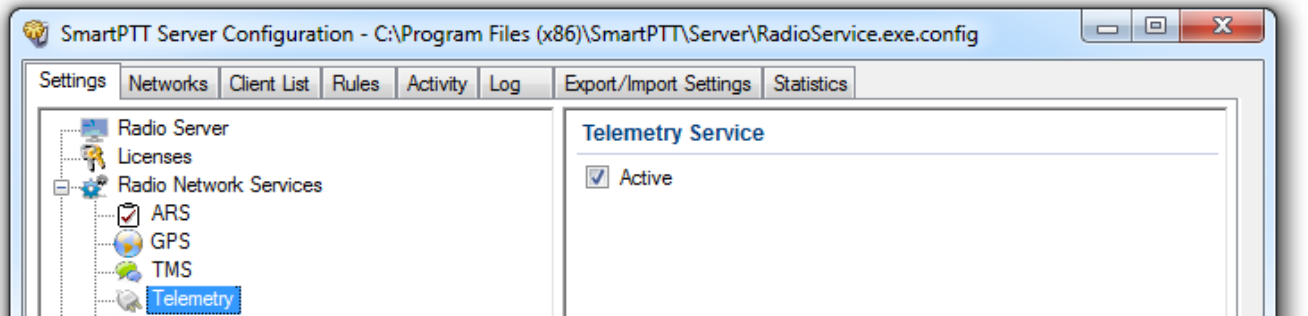 SmartPTT Server Configuration - C:\Program Files (x86)\SmartPTT\Server\RadioService.exe.config
Settings Networks Client List Rules Activity Log Export/Import Settings Statistics
Radio Server
Licenses
Radio Network Services
ARS
GPS
TMS
Telemetry
Telemetry Service
Active